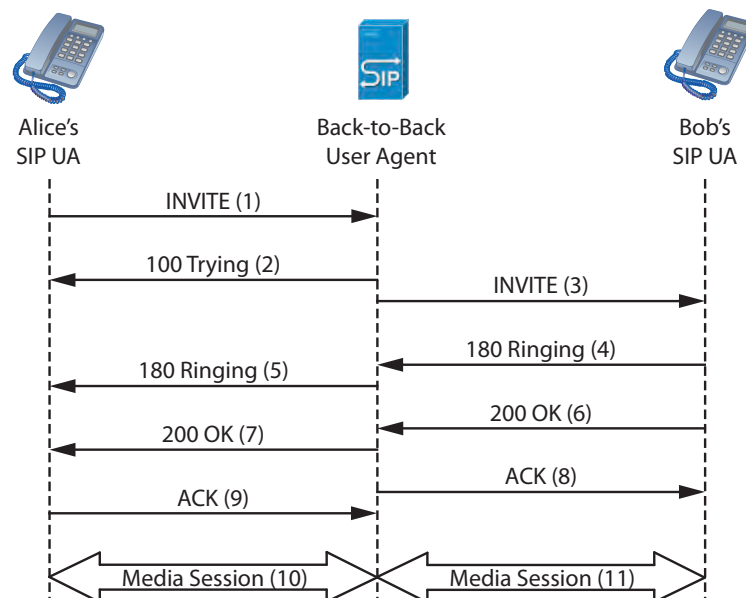 SIP
Alice's
SIP UA
Back-to-Back
User Agent
Bob's
SIP UA
INVITE (1)
100 Trying (2)
INVITE (3)
180 Ringing (4)
180 Ringing (5)
200 OK (6)
200 OK (7)
ACK (8)
ACK (9)
Media Session (10)
Media Session (11)